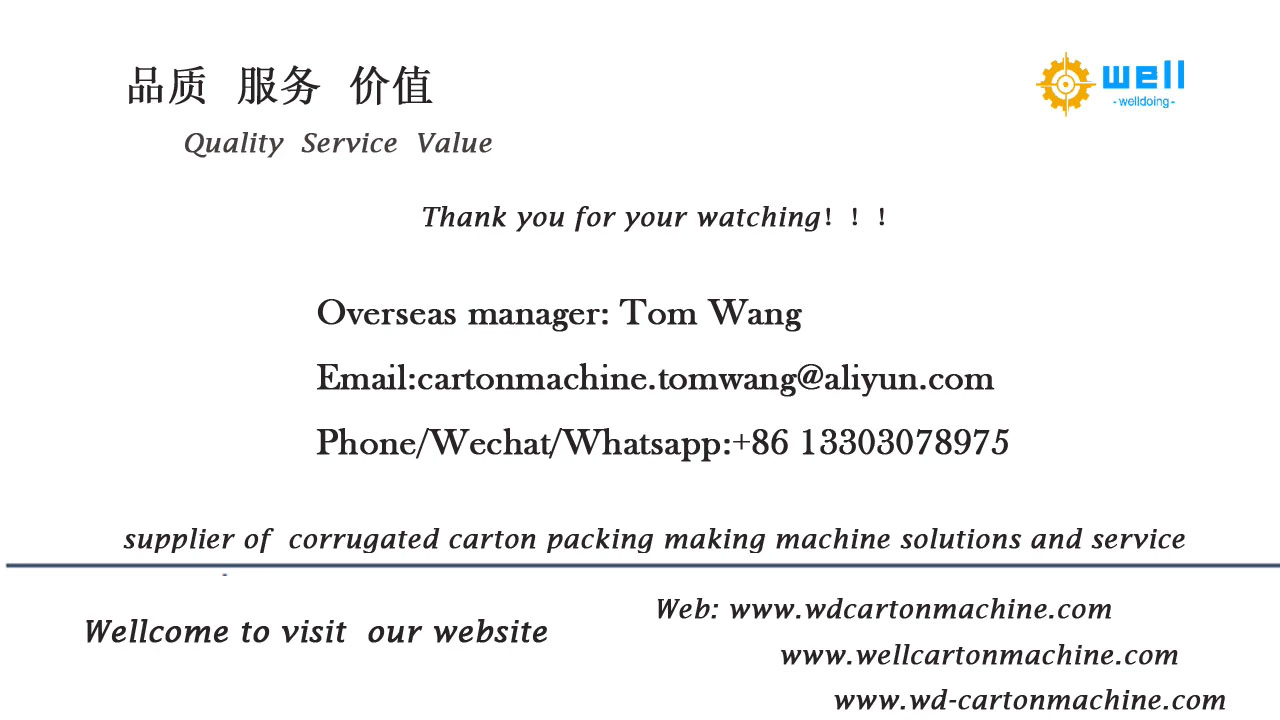 品质 服务 价值
well
-welldoing-
Quality Service Value
Thank you for your watching！！！
Overseas manager: Tom Wang
Email:cartonmachine.tomwang@aliyun.com
Phone/Wechat/Whatsapp:+86 13303078975
supplier of corrugated carton packing making machine solutions and service
Wellcome to visit our website
Web: www.wdcartonmachine.com
www.wellcartonmachine.com
www.wd-cartonmachine.com